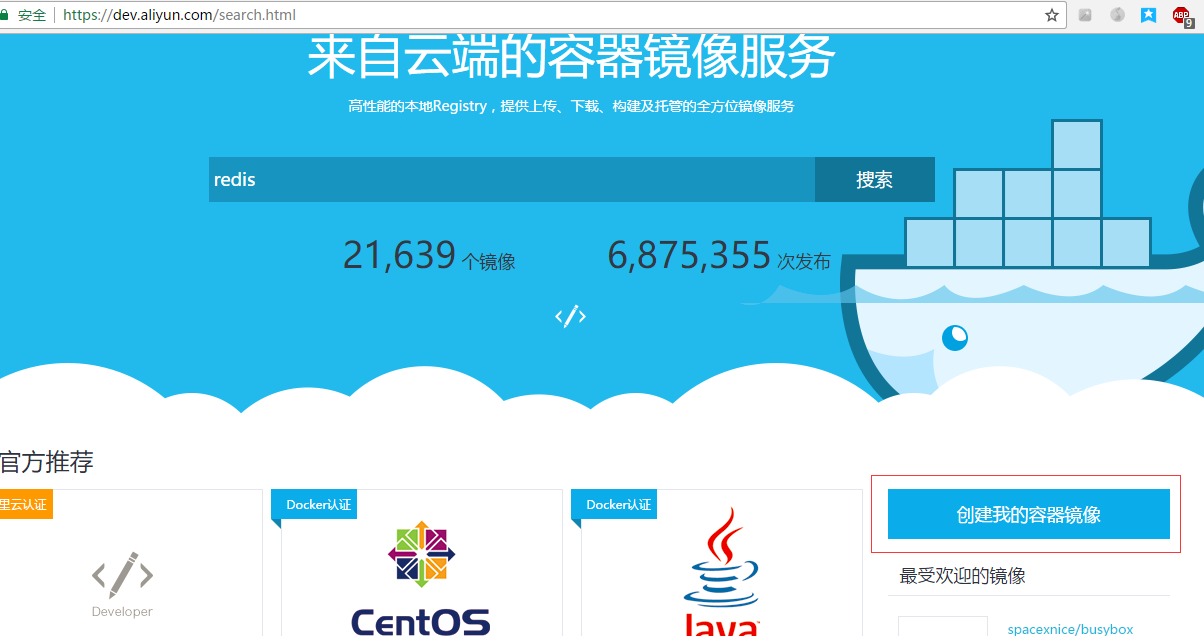 安全 https://dev.aliyun.com/search.html
ABP
9
来自云端的容器镜像服务
高性能的本地Registry，提供上传、下载、构建及托管的全方位镜像服务
redis 搜索
21,639 个镜像 6,875,355 次发布
官方推荐
里云认证 Docker认证 Docker认证
创建我的容器镜像
最受欢迎的镜像
Developer
CentOS
Java
spacexnice/busybox